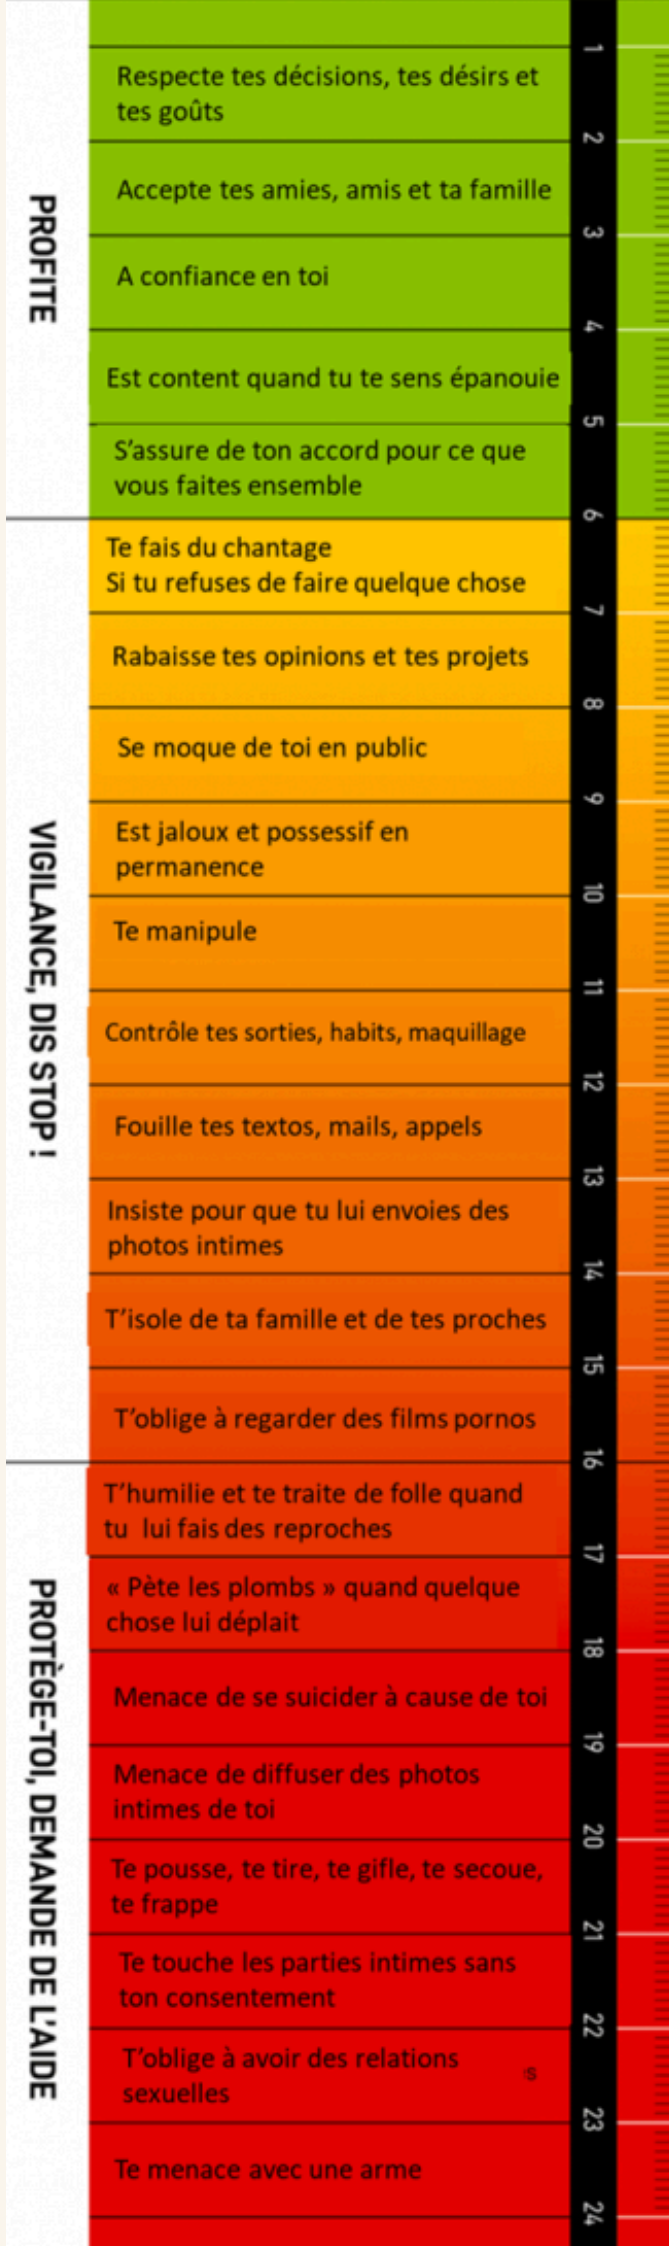 PROFITE
1
Respecte tes décisions, tes désirs et
tes goûts
2
Accepte tes amies, amis et ta famille
3
A confiance en toi
4
Est content quand tu te sens épanouie
5
S'assure de ton accord pour ce que
vous faites ensemble
6
VIGILANCE, DIS STOP !
Te fais du chantage
Si tu refuses de faire quelque chose
7
Rabaisse tes opinions et tes projets
8
Se moque de toi en public
9
Est jaloux et possessif en
permanence
10
Te manipule
11
Contrôle tes sorties, habits, maquillage
12
Fouille tes textos, mails, appels
13
Insiste pour que tu lui envoies des
photos intimes
14
T'isole de ta famille et de tes proches
15
T'oblige à regarder des films pornos
16
PROTÈGE-TOI, DEMANDE DE L'AIDE
T'humilie et te traite de folle quand
tu lui fais des reproches
17
« Pète les plombs » quand quelque
chose lui déplait
18
Menace de se suicider à cause de toi
19
Menace de diffuser des photos
intimes de toi
20
Te pousse, te tire, te gifle, te secoue,
te frappe
21
Te touche les parties intimes sans
ton consentement
22
T'oblige à avoir des relations
sexuelles
s
23
Te menace avec une arme
24